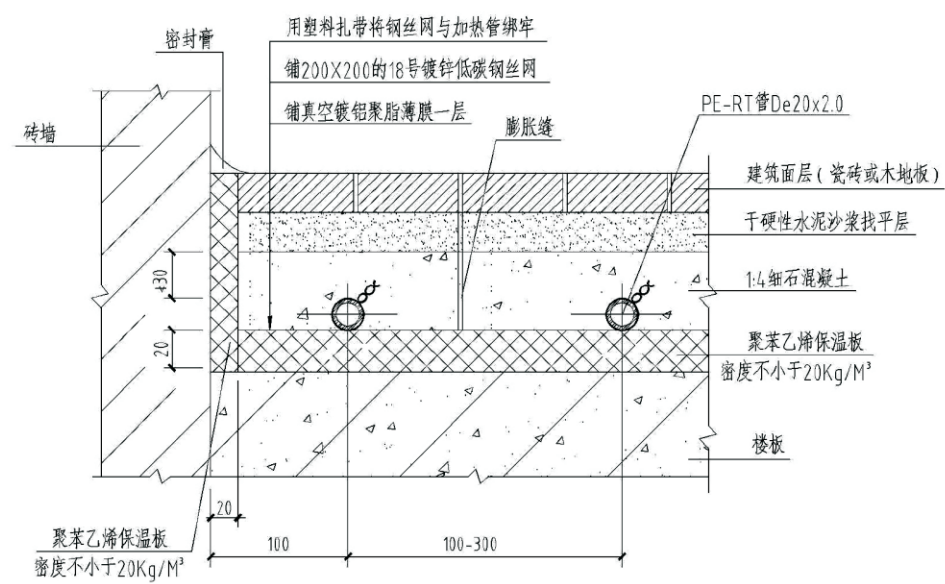 用塑料扎带将钢丝网与加热管绑牢
密封膏
铺200X200的18号镀锌低碳钢丝网
铺真空镀铝聚脂薄膜一层
PE-RT管De20x2.0
砖墙
膨胀缝
建筑面层(瓷砖或木地板)
于硬性水泥沙浆找平层
1:4细石混凝土
20
聚苯乙烯保温板
密度不小于20Kg/M³
楼板
20
聚苯乙烯保温板
密度不小于20Kg/M³
100
100-300